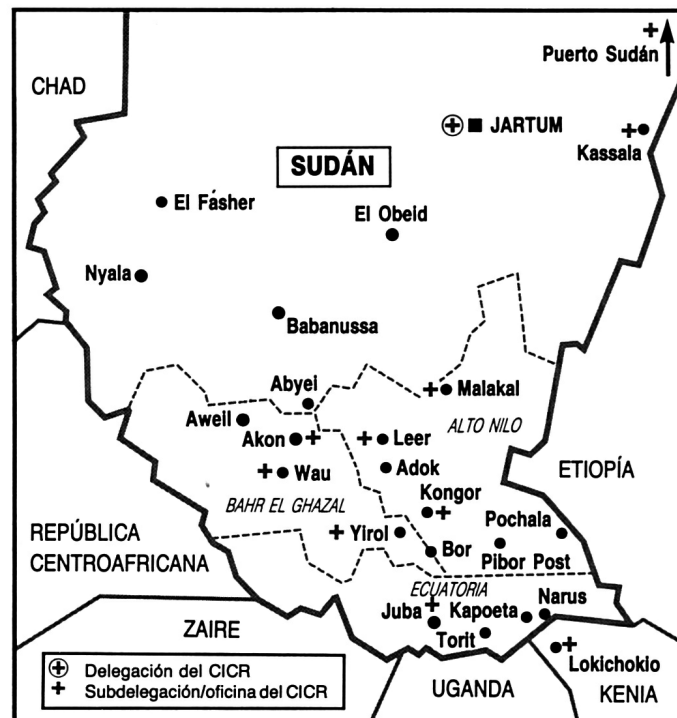 Puerto Sudán
CHAD
JARTUM
Kassala
SUDÁN
El Fásher
El Obeid
Nyala
Babanussa
Abyei
Malakal
Aweil
ALTO NILO
Akon
Leer
Wau
Adok
ETIOPÍA
Kongor
BAHR EL GHAZAL
Pochala
REPÚBLICA
CENTROAFRICANA
Yirol
Bor
Pibor Post
ECUATORIA
Juba
Kapoeta
Narus
ZAIRE
Torit
Lokichokio
Delegación del CICR
Subdelegación/oficina del CICR
UGANDA
KENIA